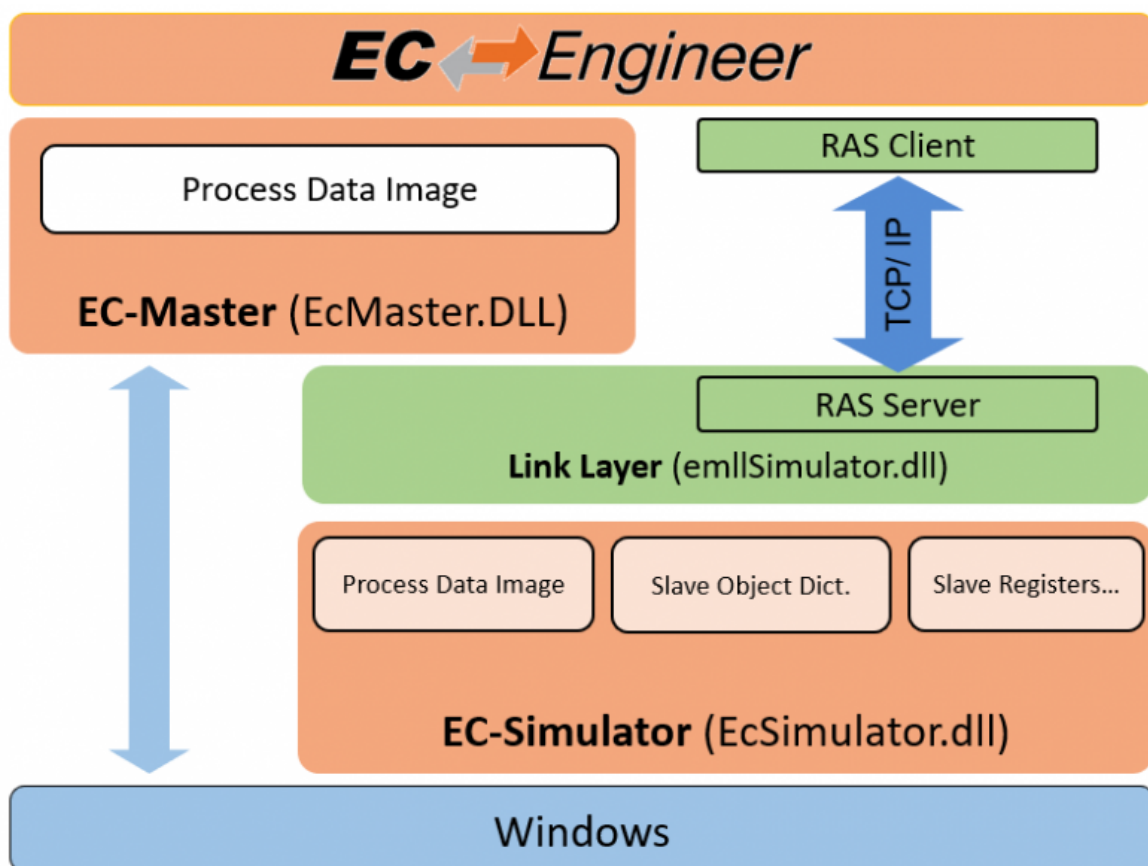 EC Engineer
Process Data Image
EC-Master (EcMaster.DLL)
RAS Client
TCP/ IP
RAS Server
Link Layer (emllSimulator.dll)
Process Data Image
Slave Object Dict.
Slave Registers...
EC-Simulator (EcSimulator.dll)
Windows